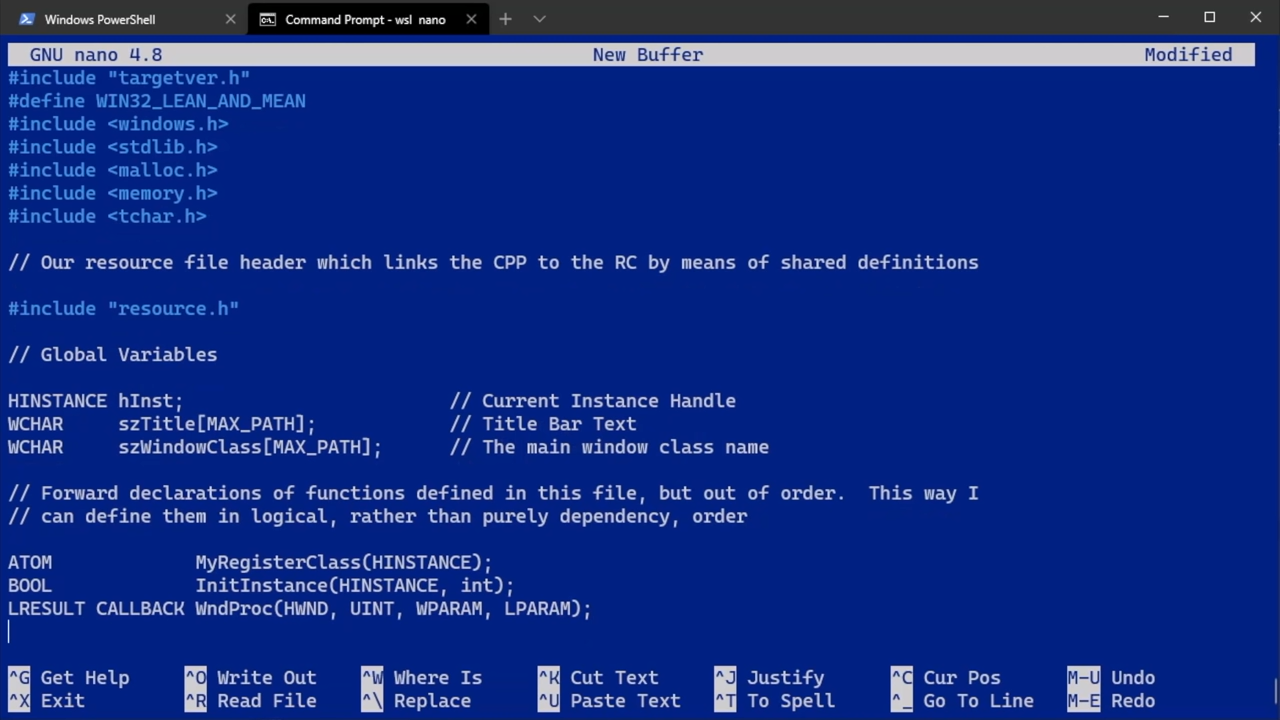 Windows PowerShell
Command Prompt - wsl nano
GNU nano 4.8 New Buffer Modified
#include "targetver.h"
#define WIN32_LEAN_AND_MEAN
#include <windows.h>
#include <stdlib.h>
#include <malloc.h>
#include <memory.h>
#include <tchar.h>
// Our resource file header which links the CPP to the RC by means of shared definitions
#include "resource.h"
// Global Variables
HINSTANCE hInst; // Current Instance Handle
WCHAR szTitle[MAX_PATH]; // Title Bar Text
WCHAR szWindowClass[MAX_PATH]; // The main window class name
// Forward declarations of functions defined in this file, but out of order.  This way I
// can define them in logical, rather than purely dependency, order
ATOM MyRegisterClass(HINSTANCE);
BOOL InitInstance(HINSTANCE, int);
LRESULT CALLBACK WndProc(HWND, UINT, WPARAM, LPARAM);
^G Get Help ^O Write Out ^W Where Is ^K Cut Text ^J Justify ^C Cur Pos M-U Undo
^X Exit ^R Read File ^\ Replace ^U Paste Text ^T To Spell ^_ Go To Line M-E Redo